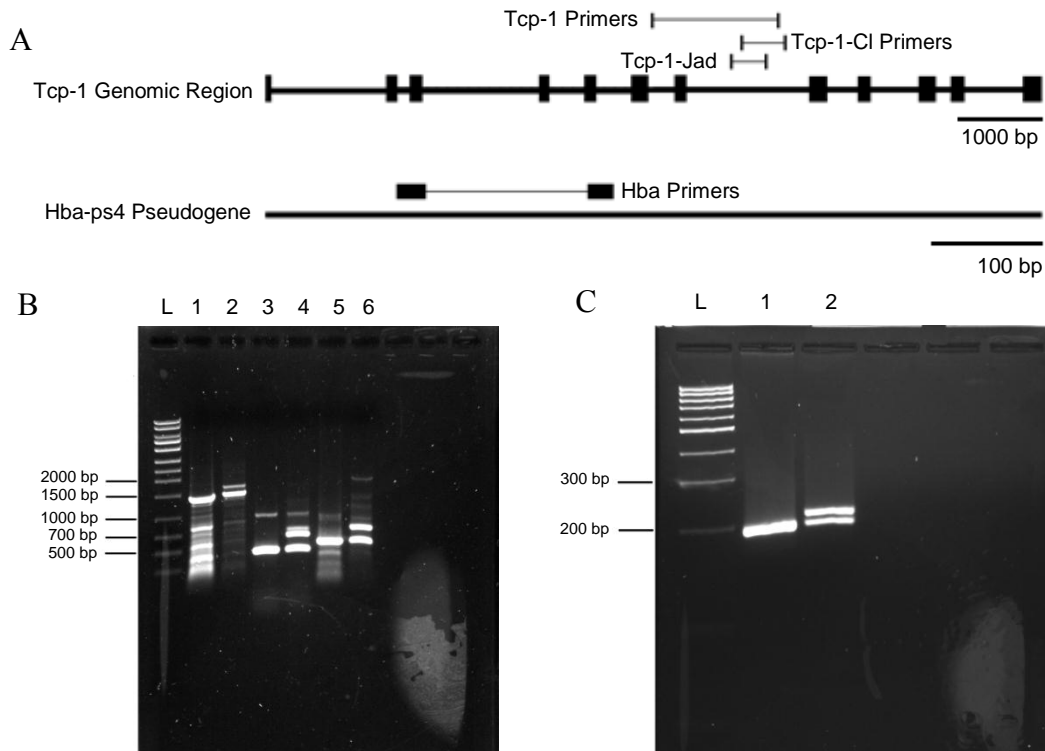 A
Tcp-1 Primers
Tcp-1-Cl Primers
Tcp-1-Jad
Tcp-1 Genomic Region
1000 bp
Hba Primers
Hba-ps4 Pseudogene
100 bp
B
L 1 2 3 4 5 6
2000 bp
1500 bp
1000 bp
700 bp
500 bp
C
L 1 2
300 bp
200 bp